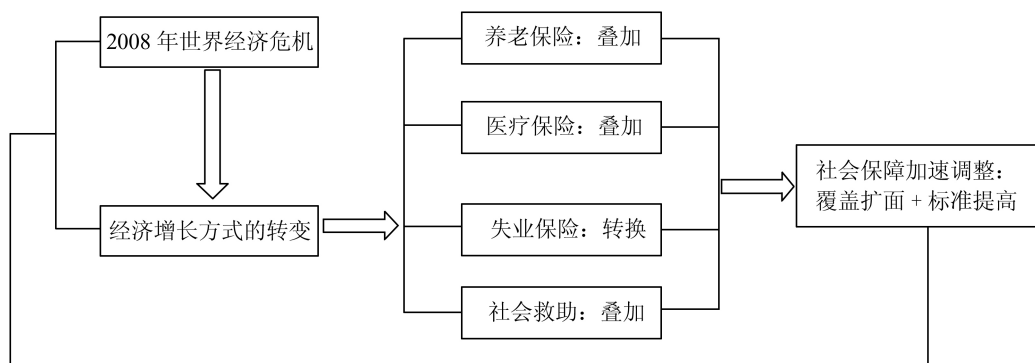 2008 年世界经济危机
经济增长方式的转变
养老保险：叠加
医疗保险：叠加
失业保险：转换
社会救助：叠加
社会保障加速调整：
覆盖扩面 + 标准提高